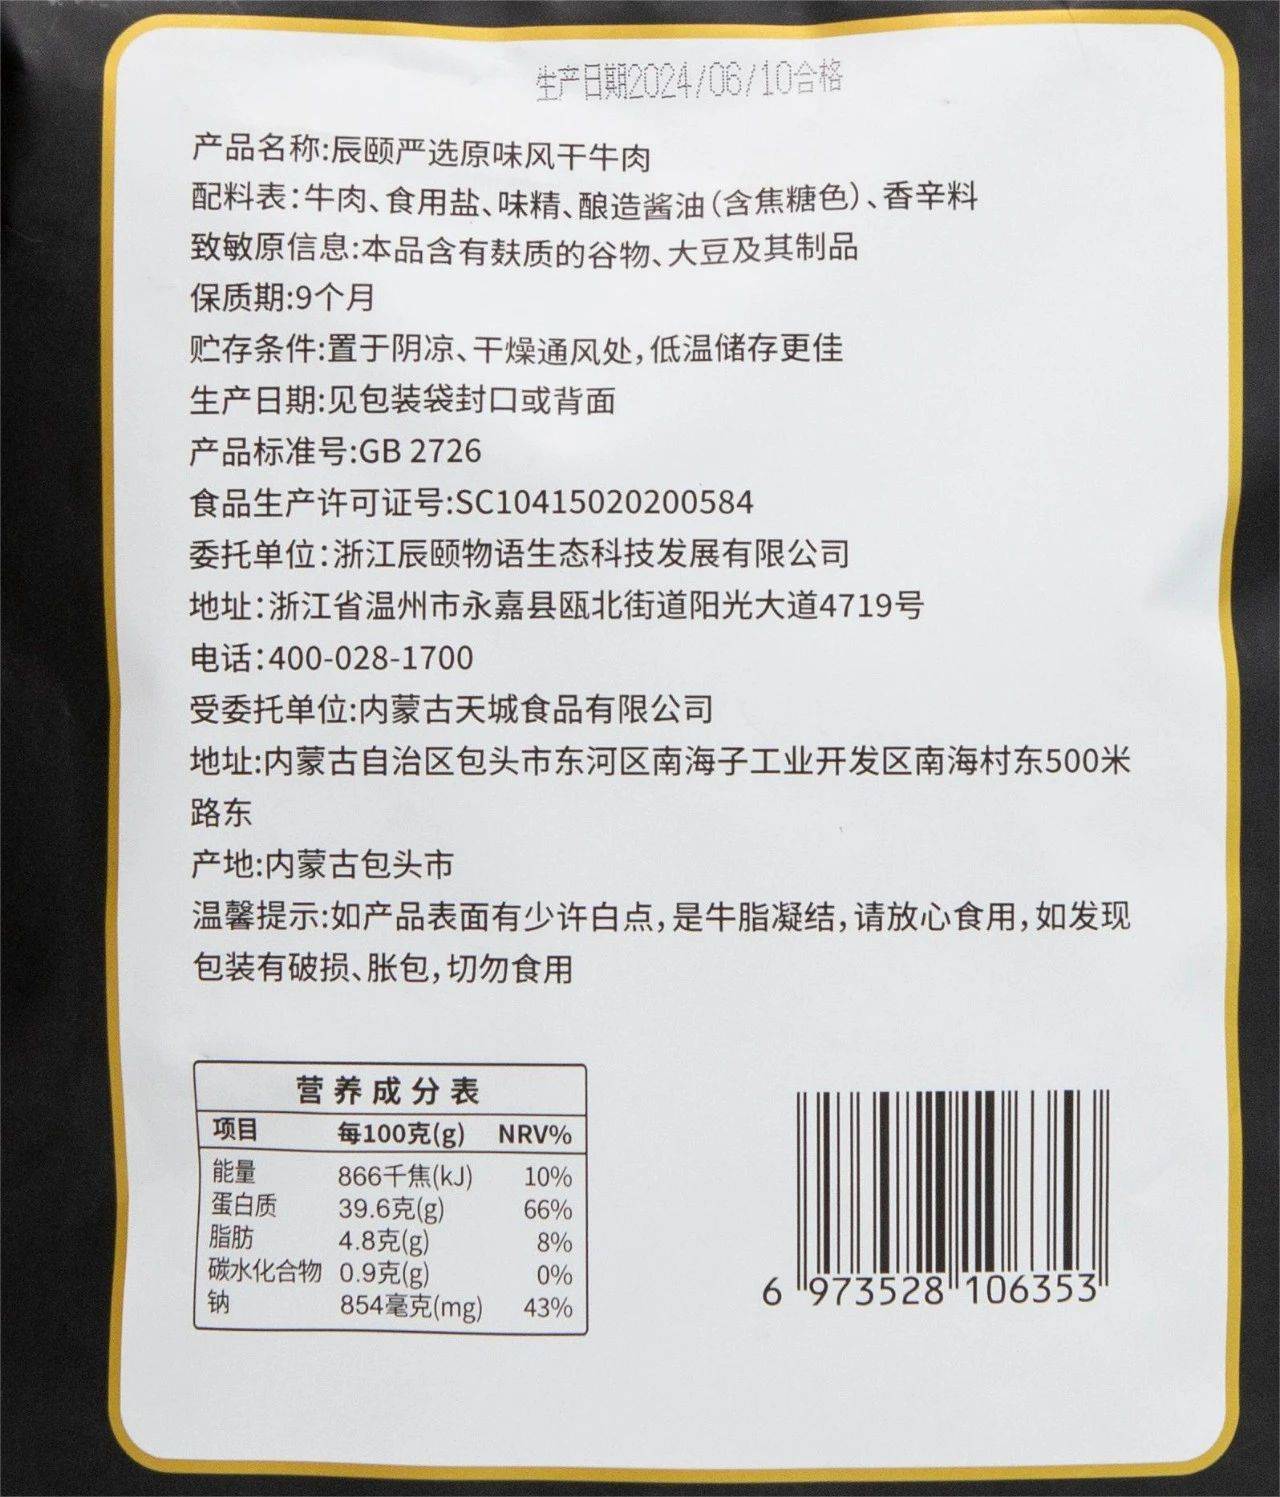 生产日期2024/06/10合格
产品名称:辰颐严选原味风干牛肉
配料表:牛肉、食用盐、味精、酿造酱油(含焦糖色)、香辛料
致敏原信息:本品含有麸质的谷物、大豆及其制品
保质期:9个月
贮存条件:置于阴凉、干燥通风处,低温储存更佳
生产日期:见包装袋封口或背面
产品标准号:GB 2726
食品生产许可证号:SC10415020200584
委托单位:浙江辰颐物语生态科技发展有限公司
地址:浙江省温州市永嘉县瓯北街道阳光大道4719号
电话:400-028-1700
受委托单位:内蒙古天城食品有限公司
地址:内蒙古自治区包头市东河区南海子工业开发区南海村东500米
路东
产地:内蒙古包头市
温馨提示:如产品表面有少许白点,是牛脂凝结,请放心食用,如发现
包装有破损、胀包,切勿食用
营养成分表
项目 每100克(g) NRV%
能量 866千焦(kJ) 10%
蛋白质 39.6克(g) 66%
脂肪 4.8克(g) 8%
碳水化合物 0.9克(g) 0%
钠 854毫克(mg) 43%
6 973528 106353